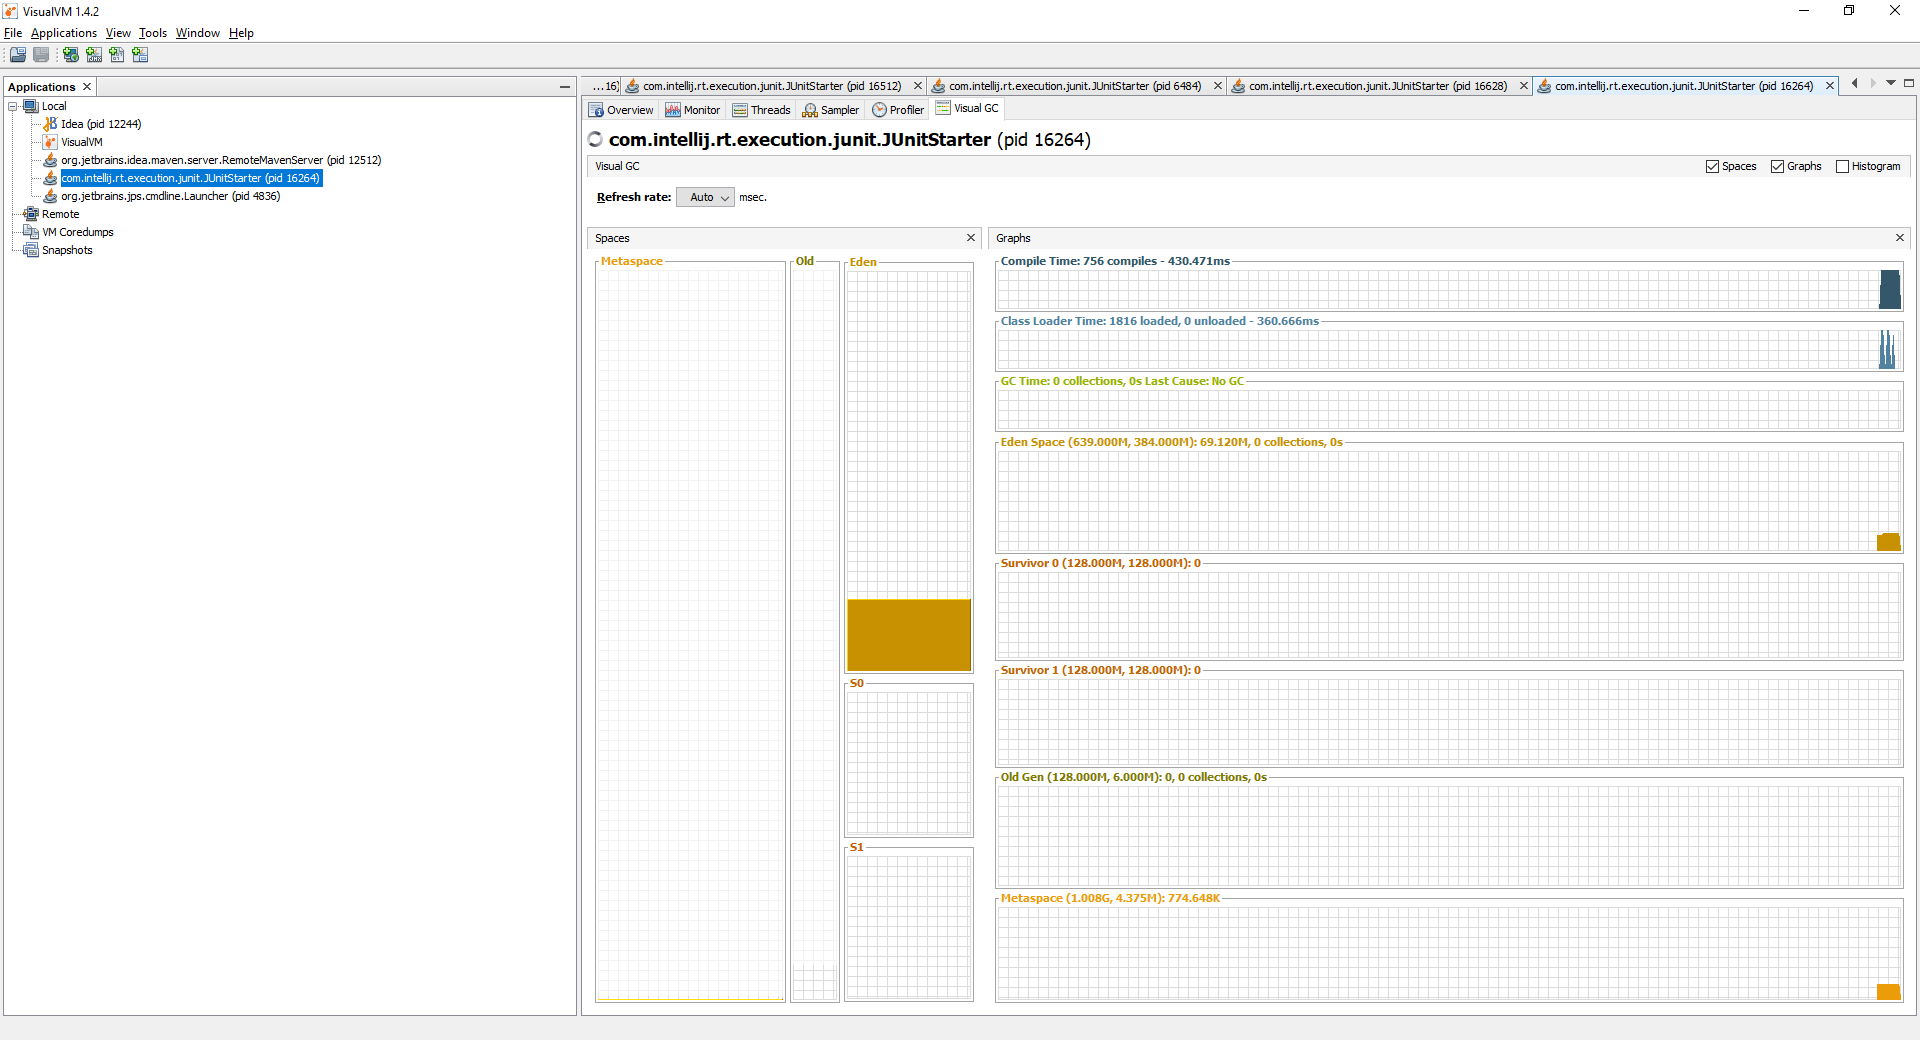 VisualVM 1.4.2
File Applications View Tools Window Help
Applications
Local
Idea (pid 12244)
VisualVM
org.jetbrains.idea.maven.server.RemoteMavenServer (pid 12512)
com.intellij.rt.execution.junit.JUnitStarter (pid 16264)
org.jetbrains.jps.cmdline.Launcher (pid 4836)
Remote
VM Coredumps
Snapshots
...16) com.intellij.rt.execution.junit.JUnitStarter (pid 16512) com.intellij.rt.execution.junit.JUnitStarter (pid 6484) com.intellij.rt.execution.junit.JUnitStarter (pid 16628) com.intellij.rt.execution.junit.JUnitStarter (pid 16264)
Overview Monitor Threads Sampler Profiler Visual GC
com.intellij.rt.execution.junit.JUnitStarter (pid 16264)
Visual GC Spaces Graphs Histogram
Refresh rate: Auto msec.
Spaces
Metaspace Old Eden
S0
S1
Graphs
Compile Time: 756 compiles - 430.471ms
Class Loader Time: 1816 loaded, 0 unloaded - 360.666ms
GC Time: 0 collections, 0s Last Cause: No GC
Eden Space (639.000M, 384.000M): 69.120M, 0 collections, 0s
Survivor 0 (128.000M, 128.000M): 0
Survivor 1 (128.000M, 128.000M): 0
Old Gen (128.000M, 6.000M): 0, 0 collections, 0s
Metaspace (1.008G, 4.375M): 774.648K